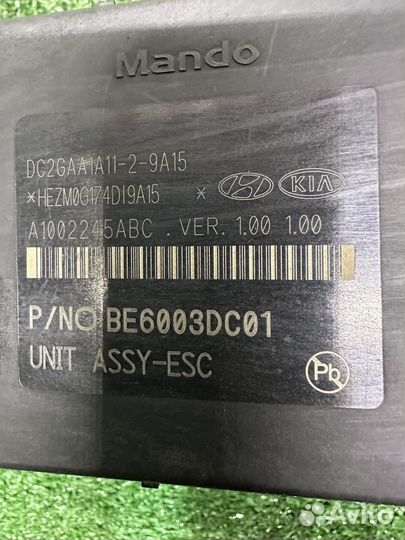 Mando
DC2GAA1A11-2-9A15
*HEZM0G174DI9A15 *
KIA
A1002245ABC . VER. 1.00 1.00
P/NO BE6003DC01
UNIT ASSY-ESC
Pb
Avito